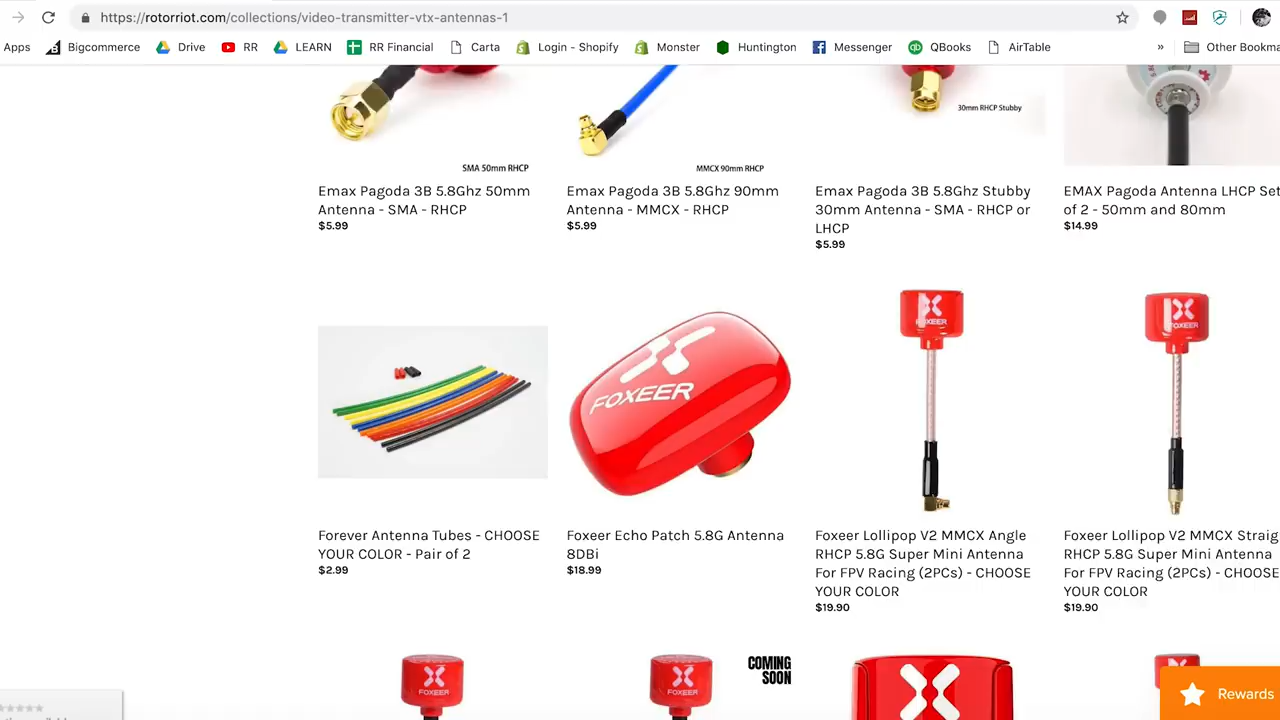 https://rotorriot.com/collections/video-transmitter-vtx-antennas-1
Apps Bigcommerce Drive RR LEARN RR Financial Carta Login - Shopify Monster Huntington Messenger QBooks AirTable » Other Bookma
SMA 50mm RHCP
MMCX 90mm RHCP
30mm RHCP Stubby
Emax Pagoda 3B 5.8Ghz 50mm
Antenna - SMA - RHCP
$5.99
Emax Pagoda 3B 5.8Ghz 90mm
Antenna - MMCX - RHCP
$5.99
Emax Pagoda 3B 5.8Ghz Stubby
30mm Antenna - SMA - RHCP or
LHCP
$5.99
EMAX Pagoda Antenna LHCP Set
of 2 - 50mm and 80mm
$14.99
FOXEER
FOXEER
FOXEER
Forever Antenna Tubes - CHOOSE
YOUR COLOR - Pair of 2
$2.99
Foxeer Echo Patch 5.8G Antenna
8DBi
$18.99
Foxeer Lollipop V2 MMCX Angle
RHCP 5.8G Super Mini Antenna
For FPV Racing (2PCs) - CHOOSE
YOUR COLOR
$19.90
Foxeer Lollipop V2 MMCX Straig
RHCP 5.8G Super Mini Antenna
For FPV Racing (2PCs) - CHOOSE
YOUR COLOR
$19.90
FOXEER
FOXEER
COMING
SOON
Rewards